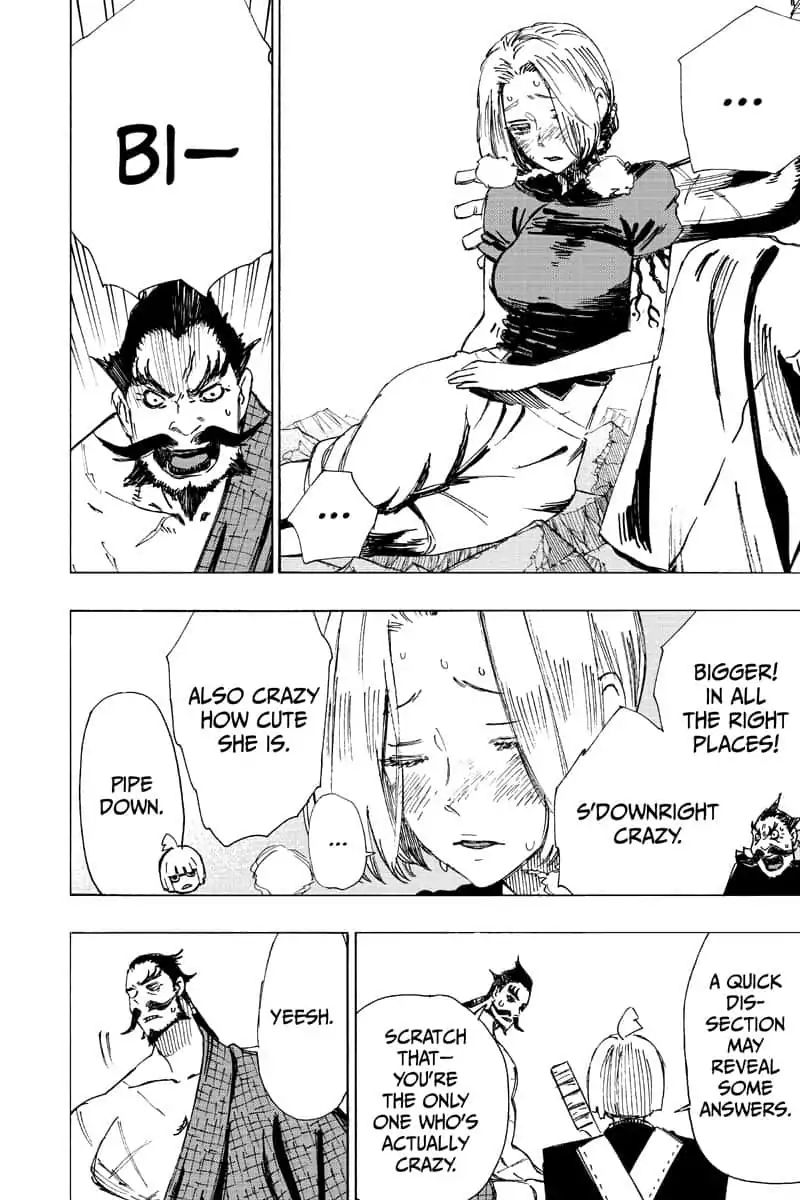 ...
...
BI—
BIGGER!
IN ALL
THE RIGHT
PLACES!
S'DOWNRIGHT
CRAZY.
ALSO CRAZY
HOW CUTE
SHE IS.
...
PIPE
DOWN.
A QUICK
DIS-
SECTION
MAY
REVEAL
SOME
ANSWERS.
SCRATCH
THAT—
YOU'RE
THE ONLY
ONE WHO'S
ACTUALLY
CRAZY.
YEESH.